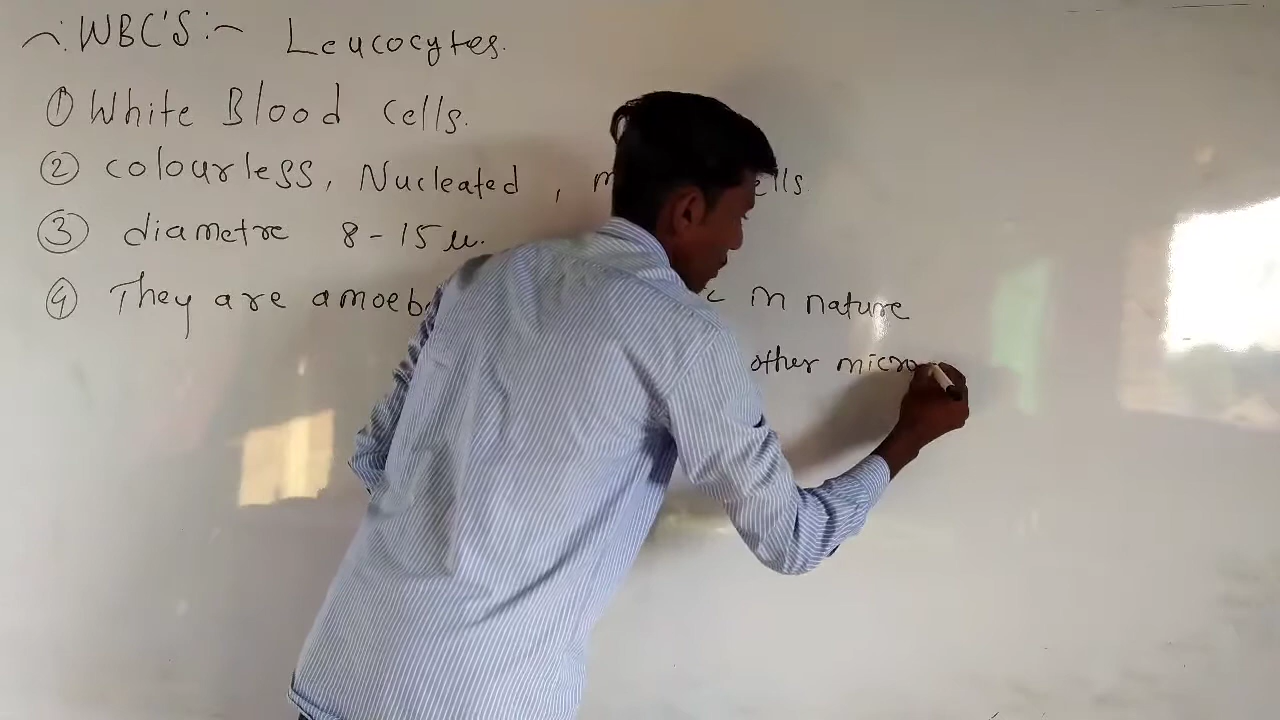 WBC'S:~ Leucocytes.
① White Blood cells.
② colourless, Nucleated ,
③ diametre 8-15 μ.
④ They are in nature
other micro